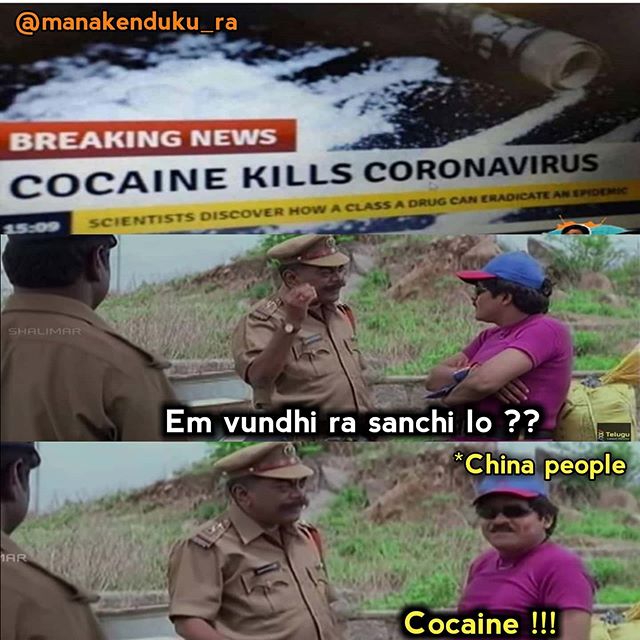 @manakenduku_ra
BREAKING NEWS
COCAINE KILLS CORONAVIRUS
15:09 SCIENTISTS DISCOVER HOW A CLASS A DRUG CAN ERADICATE AN EPIDEMIC
SHALIMAR
Em vundhi ra sanchi lo ??
Telugu
*China people
MAR
Cocaine !!!